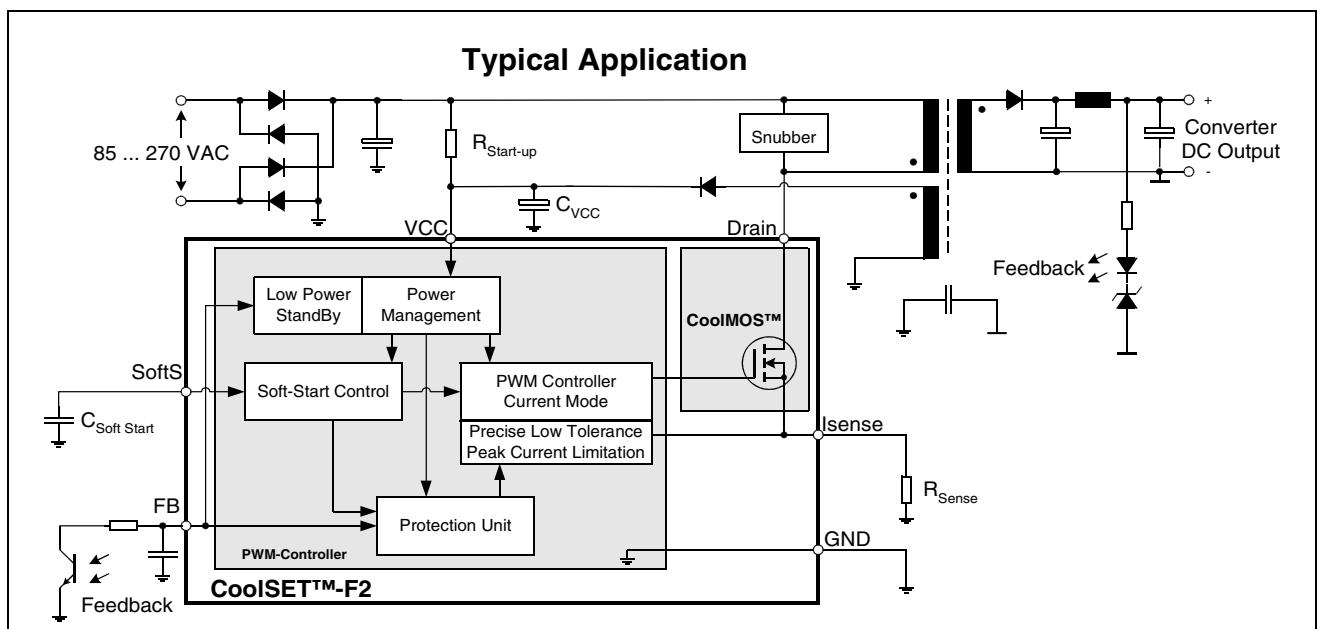 Typical Application
85 ... 270 VAC
RStart-up
Snubber
+
Converter
DC Output
-
CVCC
VCC
Drain
Feedback
Low Power
StandBy
Power
Management
CoolMOS™
SoftS
CSoft Start
Soft-Start Control
PWM Controller
Current Mode
Precise Low Tolerance
Peak Current Limitation
Isense
RSense
FB
Protection Unit
PWM-Controller
GND
CoolSET™-F2
Feedback